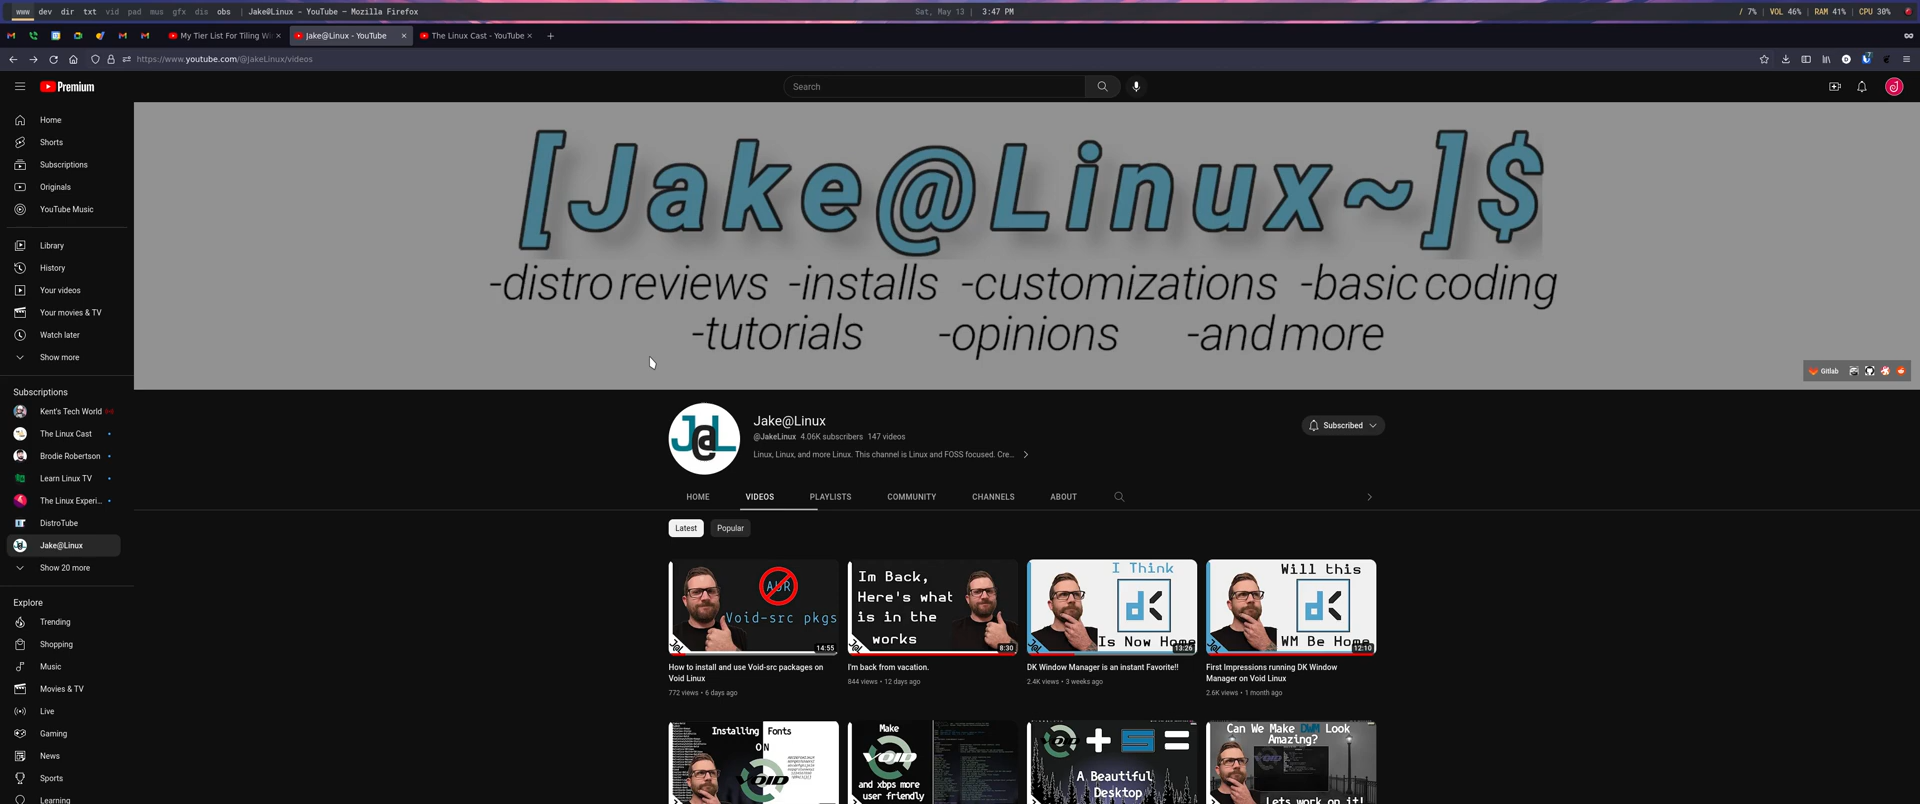 www dev dir txt vid pad mus gfx dis obs | Jake@Linux - YouTube — Mozilla Firefox
Sat, May 13 | 3:47 PM
/ 7% | VOL 46% | RAM 41% | CPU 30%
My Tier List For Tiling Wi
Jake@Linux - YouTube
The Linux Cast - YouTube
https://www.youtube.com/@JakeLinux/videos
Premium
Search
Home
Shorts
Subscriptions
Originals
YouTube Music
Library
History
Your videos
Your movies & TV
Watch later
Show more
Subscriptions
Kent's Tech World
The Linux Cast
Brodie Robertson
Learn Linux TV
The Linux Experi...
DistroTube
Jake@Linux
Show 20 more
Explore
Trending
Shopping
Music
Movies & TV
Live
Gaming
News
Sports
Learning
[Jake@Linux~]$
-distro reviews -installs -customizations -basic coding
-tutorials -opinions -and more
Gitlab
J@L
Jake@Linux
@JakeLinux 4.06K subscribers 147 videos
Linux, Linux, and more Linux. This channel is Linux and FOSS focused. Cre...
Subscribed
HOME VIDEOS PLAYLISTS COMMUNITY CHANNELS ABOUT
Latest Popular
AUR
Void-src pkgs
14:55
How to install and use Void-src packages on
Void Linux
772 views • 6 days ago
Im Back,
Here's what
is in the
works
8:30
I'm back from vacation.
844 views • 12 days ago
I Think
dk
Is Now Home
13:26
DK Window Manager is an instant Favorite!!
2.4K views • 3 weeks ago
Will this
dk
WM Be Home
12:10
First Impressions running DK Window
Manager on Void Linux
2.6K views • 1 month ago
Installing Fonts
ON
VOID
Make
VOID
and xbps more
user friendly
+ =
A Beautiful
Desktop
Can We Make DWM Look
Amazing?
Lets work on it!